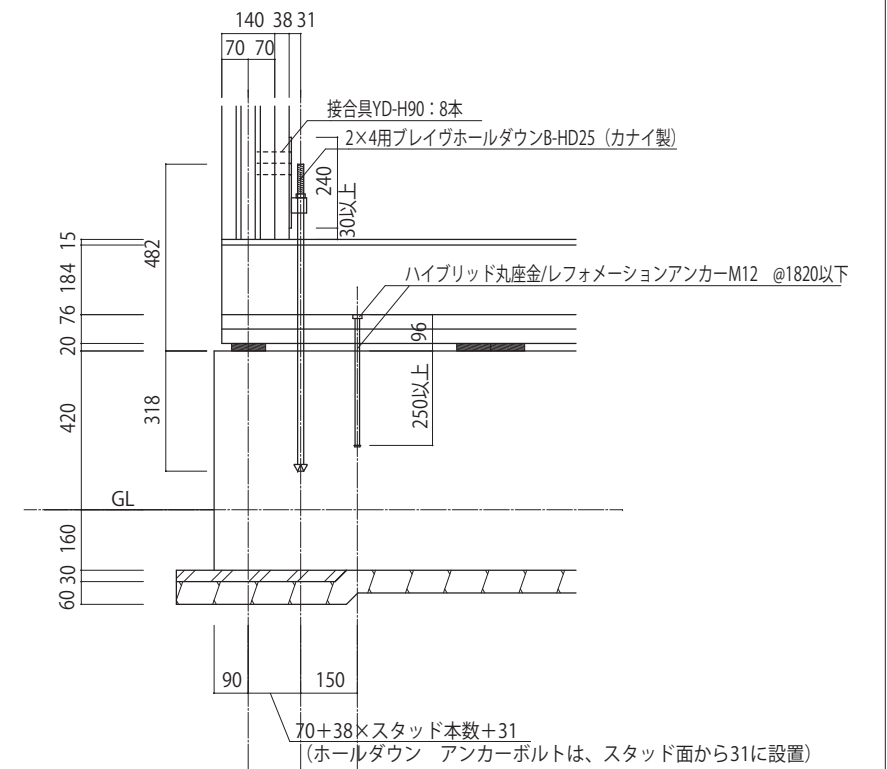 140 38 31
70 70
接合具YD-H90：8本
2×4用ブレイヴホールダウンB-HD25（カナイ製）
240
30以上
15
482
184
ハイブリッド丸座金/レフォメーションアンカーM12　@1820以下
76
96
20
250以上
420
318
GL
160
30
60
90
150
70＋38×スタッド本数＋31
（ホールダウン　アンカーボルトは、スタッド面から31に設置）